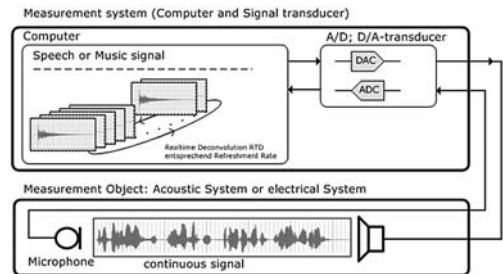 Measurement system (Computer and Signal transducer)
Computer
A/D; D/A-transducer
Speech or Music signal
DAC
ADC
Realtime Deconvolution RTD
entsprechend Refreshment Rate
Measurement Object: Acoustic System or electrical System
Microphone
continuous signal